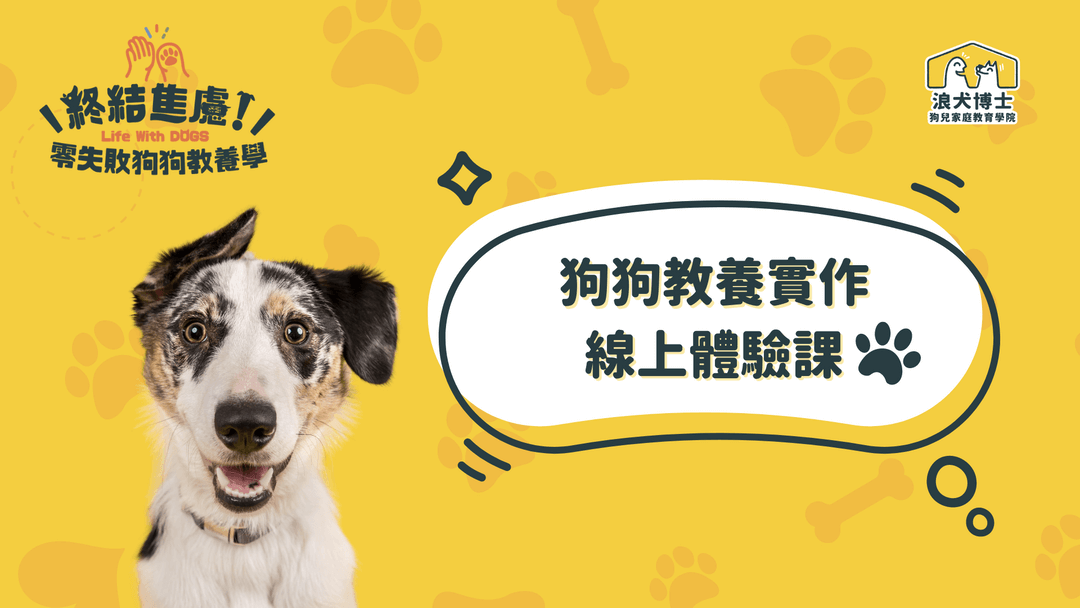 終結焦慮!
Life With DOGS
零失敗狗狗教養學
浪犬博士
狗兒家庭教育學院
狗狗教養實作
線上體驗課